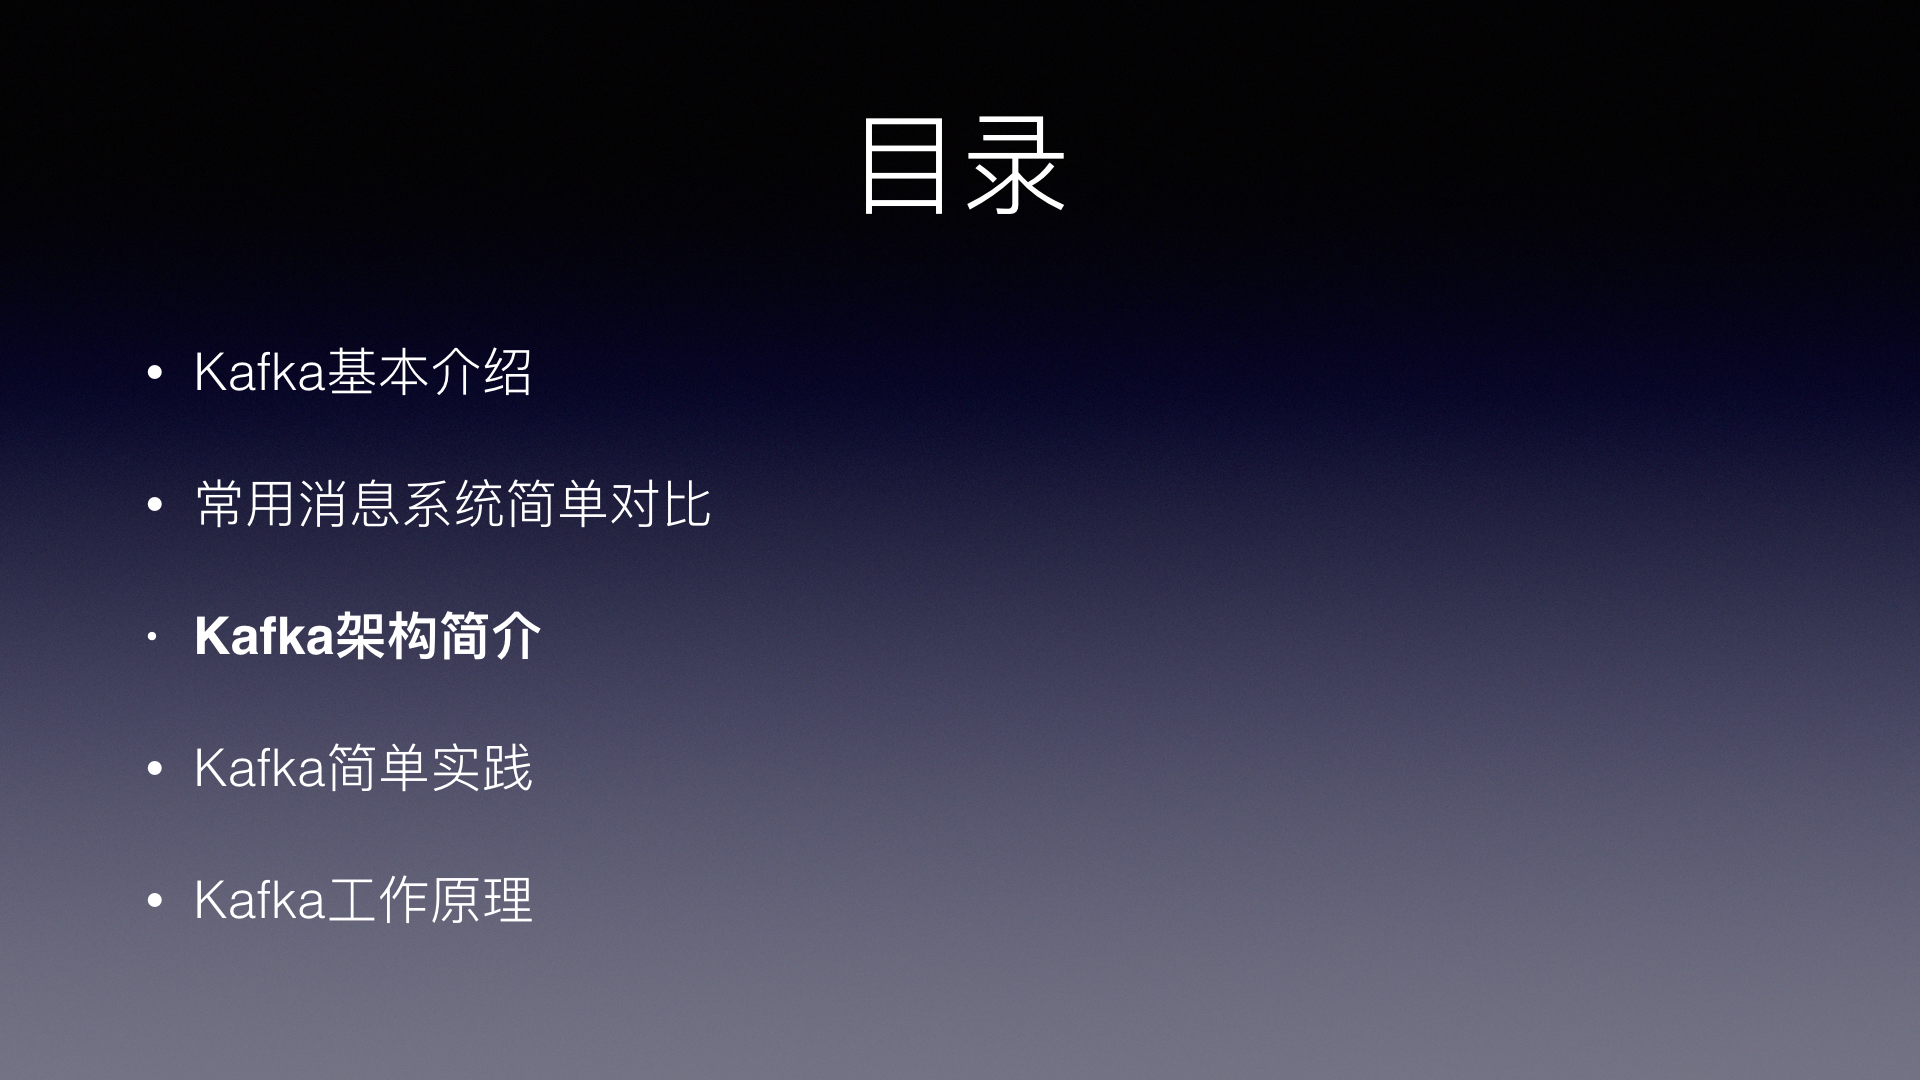 目录
• Kafka基本介绍
• 常用消息系统简单对比
• Kafka架构简介
• Kafka简单实践
• Kafka工作原理